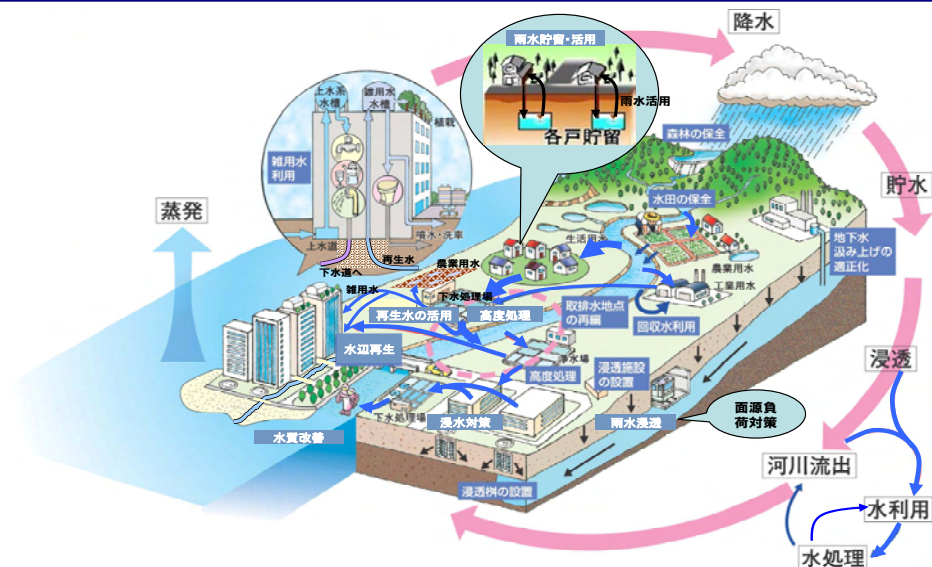 降水
雨水貯留・活用
雨水活用
各戸貯留
上水系
水槽
雑用水
水槽
植栽
雑用水
利用
噴水・洗車
上水道
下水道へ
再生水
森林の保全
貯水
水田の保全
蒸発
生活用水
地下水
汲み上げの
適正化
農業用水
農業用水
工業用水
雑用水
下水処理場
再生水の活用
高度処理
取排水地点
の再編
回収水利用
水辺再生
浄水場
高度処理
浸透施設
の設置
浸透
下水処理場
浸水対策
雨水浸透
面源負
荷対策
水質改善
河川流出
浸透桝の設置
水利用
水処理